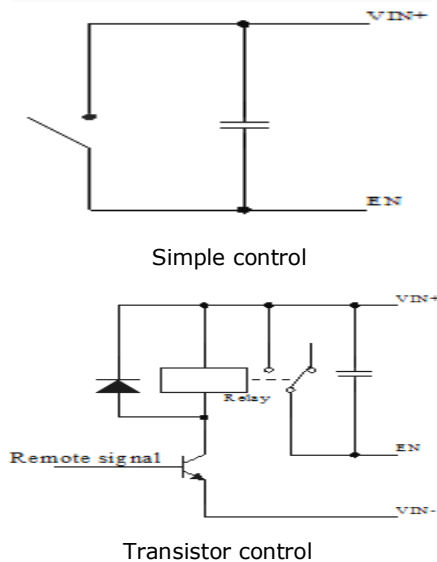 VIN+
EN
Simple control
VIN+
Relay
EN
Remote signal
VIN-
Transistor control